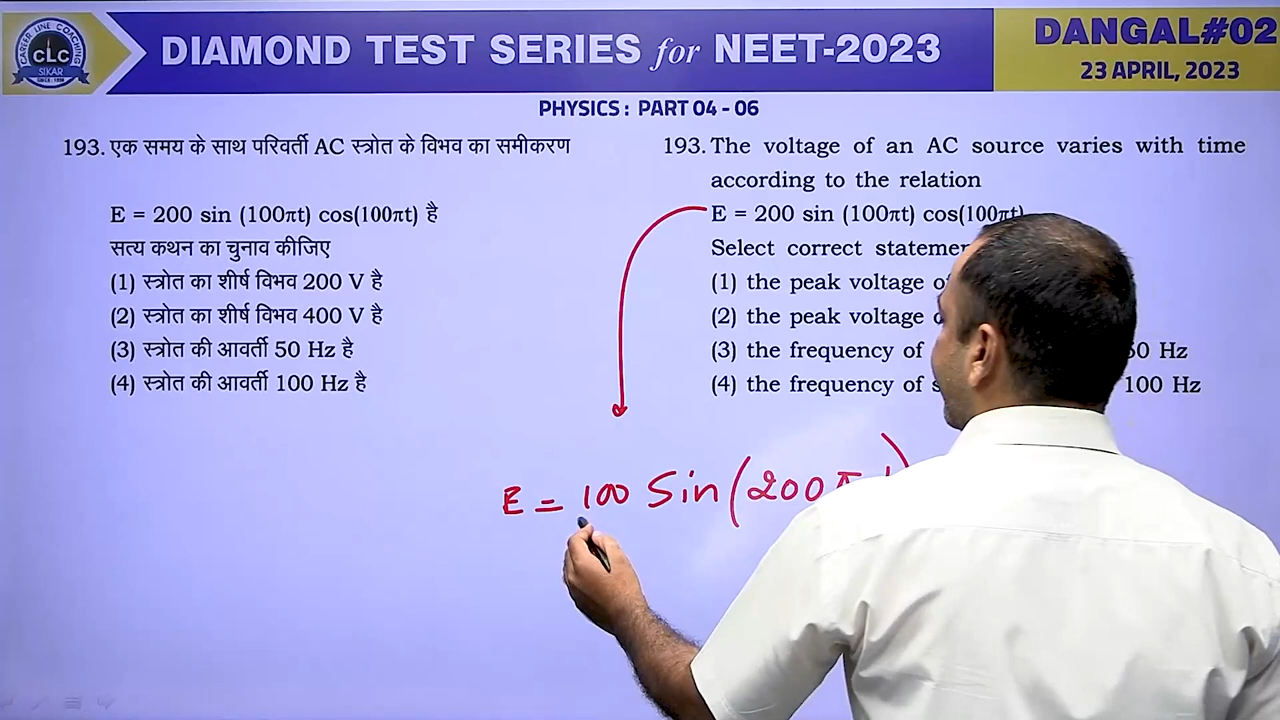 CAREER LINE COACHING
CLC
SIKAR
SINCE : 1996
DIAMOND TEST SERIES for NEET-2023
DANGAL#02
23 APRIL, 2023
PHYSICS : PART 04 - 06
193. एक समय के साथ परिवर्ती AC स्त्रोत के विभव का समीकरण
E = 200 sin (100πt) cos(100πt) है
सत्य कथन का चुनाव कीजिए
(1) स्त्रोत का शीर्ष विभव 200 V है
(2) स्त्रोत का शीर्ष विभव 400 V है
(3) स्त्रोत की आवर्ती 50 Hz है
(4) स्त्रोत की आवर्ती 100 Hz है
193. The voltage of an AC source varies with time
according to the relation
E = 200 sin (100πt) cos(100πt)
Select correct
(1) the peak voltage
(2) the peak voltage
(3) the frequency of Hz
(4) the frequency of 100 Hz
E = 100 Sin(200π